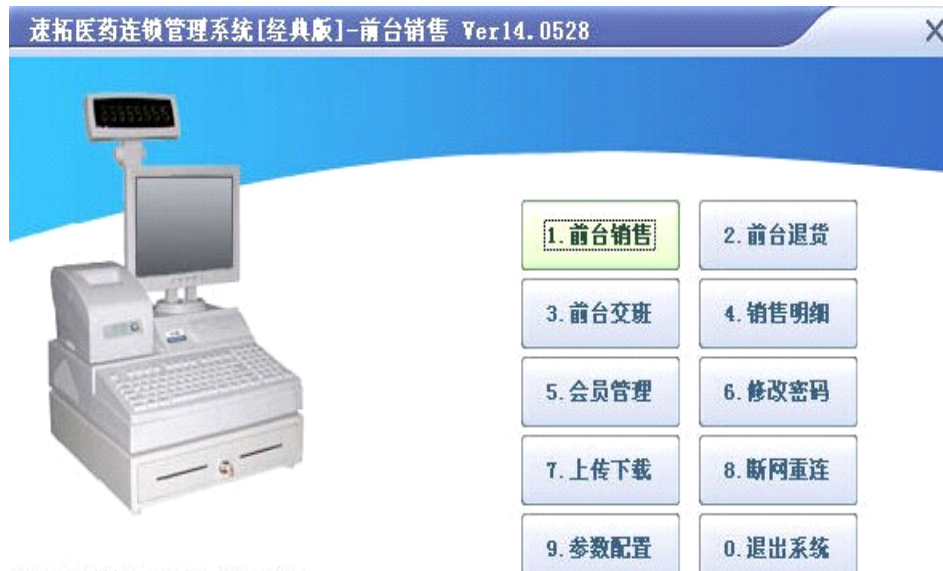 速拓医药连锁管理系统[经典版]-前台销售 Ver14.0528
1.前台销售
2.前台退货
3.前台交班
4.销售明细
5.会员管理
6.修改密码
7.上传下载
8.断网重连
9.参数配置
0.退出系统